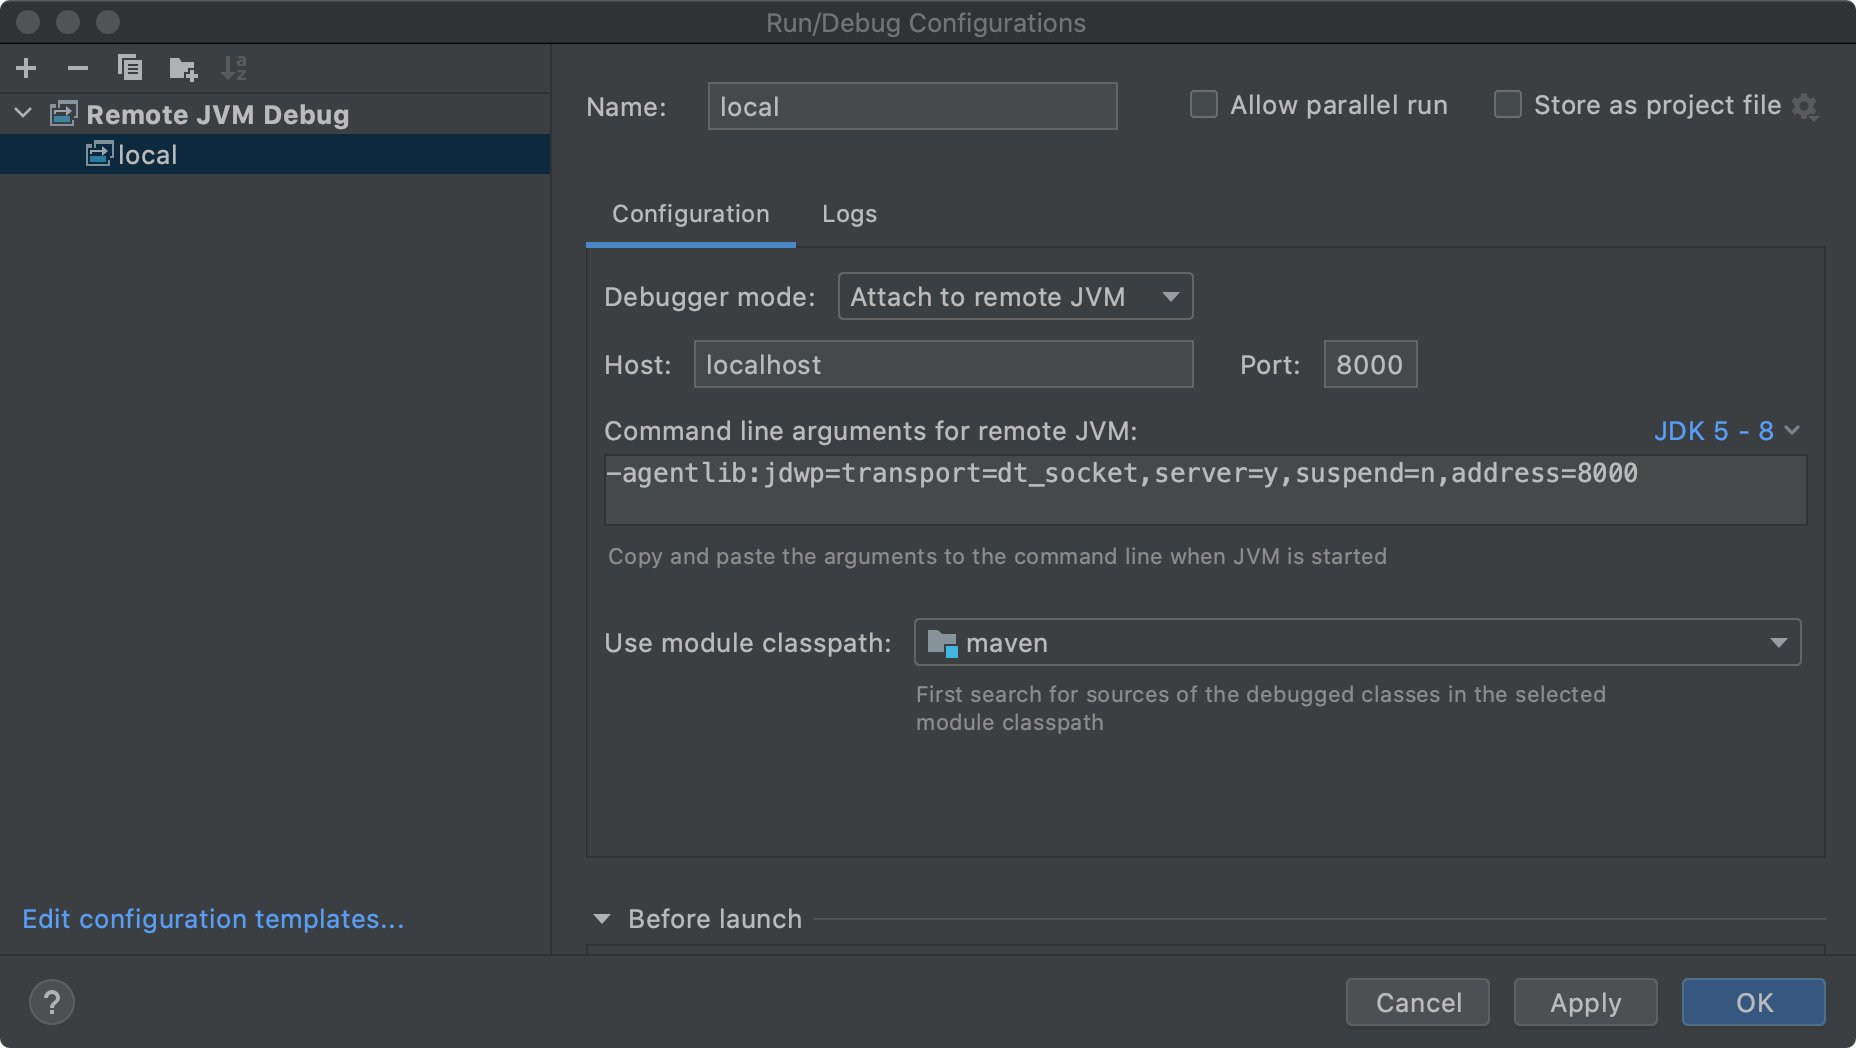 Run/Debug Configurations
Remote JVM Debug
local
Edit configuration templates...
Name: local
Allow parallel run
Store as project file
Configuration Logs
Debugger mode: Attach to remote JVM
Host: localhost Port: 8000
Command line arguments for remote JVM: JDK 5 - 8
-agentlib:jdwp=transport=dt_socket,server=y,suspend=n,address=8000
Copy and paste the arguments to the command line when JVM is started
Use module classpath: maven
First search for sources of the debugged classes in the selected
module classpath
Before launch
? Cancel Apply OK